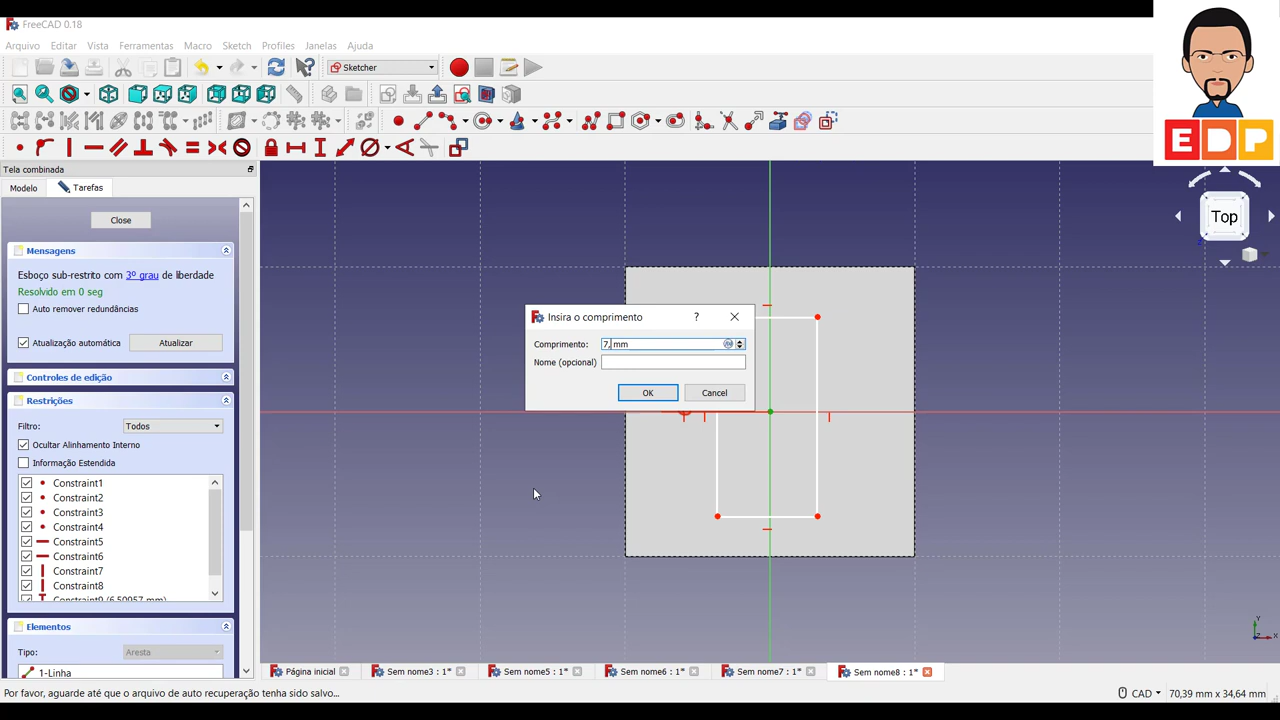 FreeCAD 0.18
Arquivo Editar Vista Ferramentas Macro Sketch Profiles Janelas Ajuda
Sketcher
EDP
Tela combinada
Modelo Tarefas
Close
Top
Mensagens
Esboço sub-restrito com 3º grau de liberdade
Resolvido em 0 seg
Auto remover redundâncias
Atualização automática Atualizar
Controles de edição
Restrições
Filtro: Todos
Ocultar Alinhamento Interno
Informação Estendida
Constraint1
Constraint2
Constraint3
Constraint4
Constraint5
Constraint6
Constraint7
Constraint8
Constraint9 (6,50957 mm)
Elementos
Tipo: Aresta
1-Linha
Insira o comprimento ?
Comprimento: 7, mm
Nome (opcional)
OK Cancel
Y
Z X
Página inicial Sem nome3 : 1* Sem nome5 : 1* Sem nome6 : 1* Sem nome7 : 1* Sem nome8 : 1*
Por favor, aguarde até que o arquivo de auto recuperação tenha sido salvo... CAD 70,39 mm x 34,64 mm